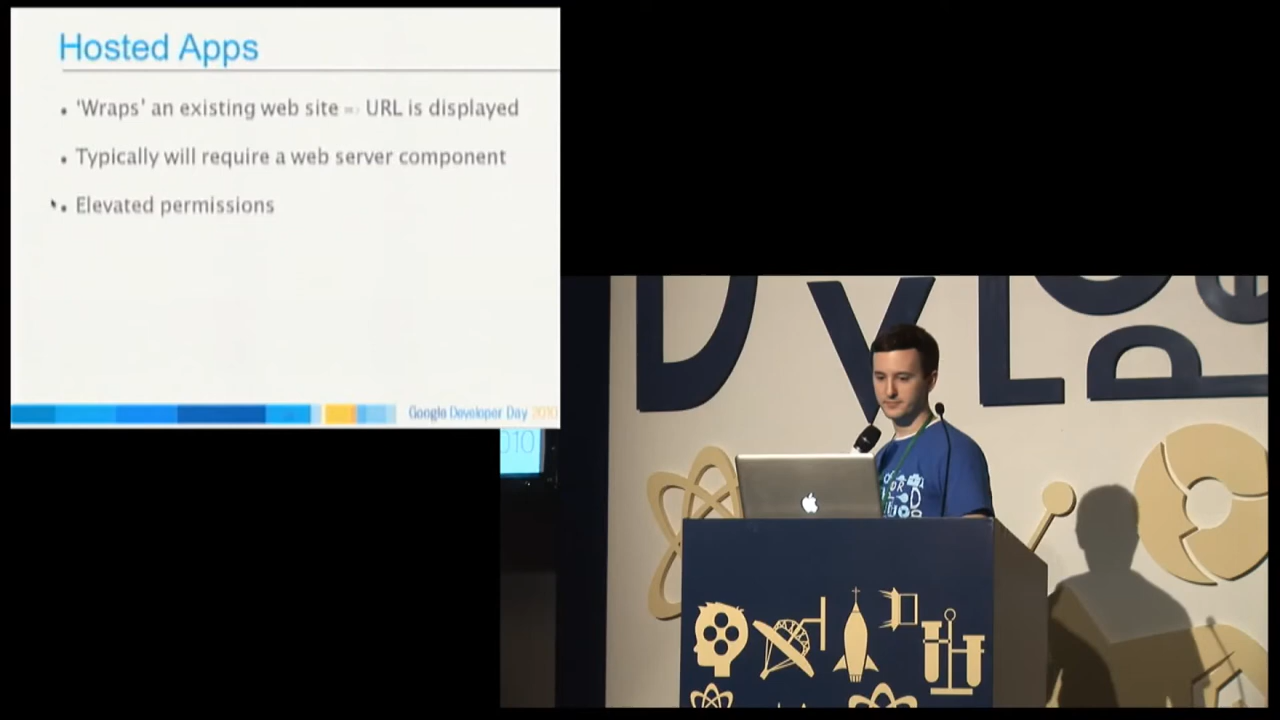 Hosted Apps
• 'Wraps' an existing web site => URL is displayed
• Typically will require a web server component
• Elevated permissions
Google Developer Day 2010
010